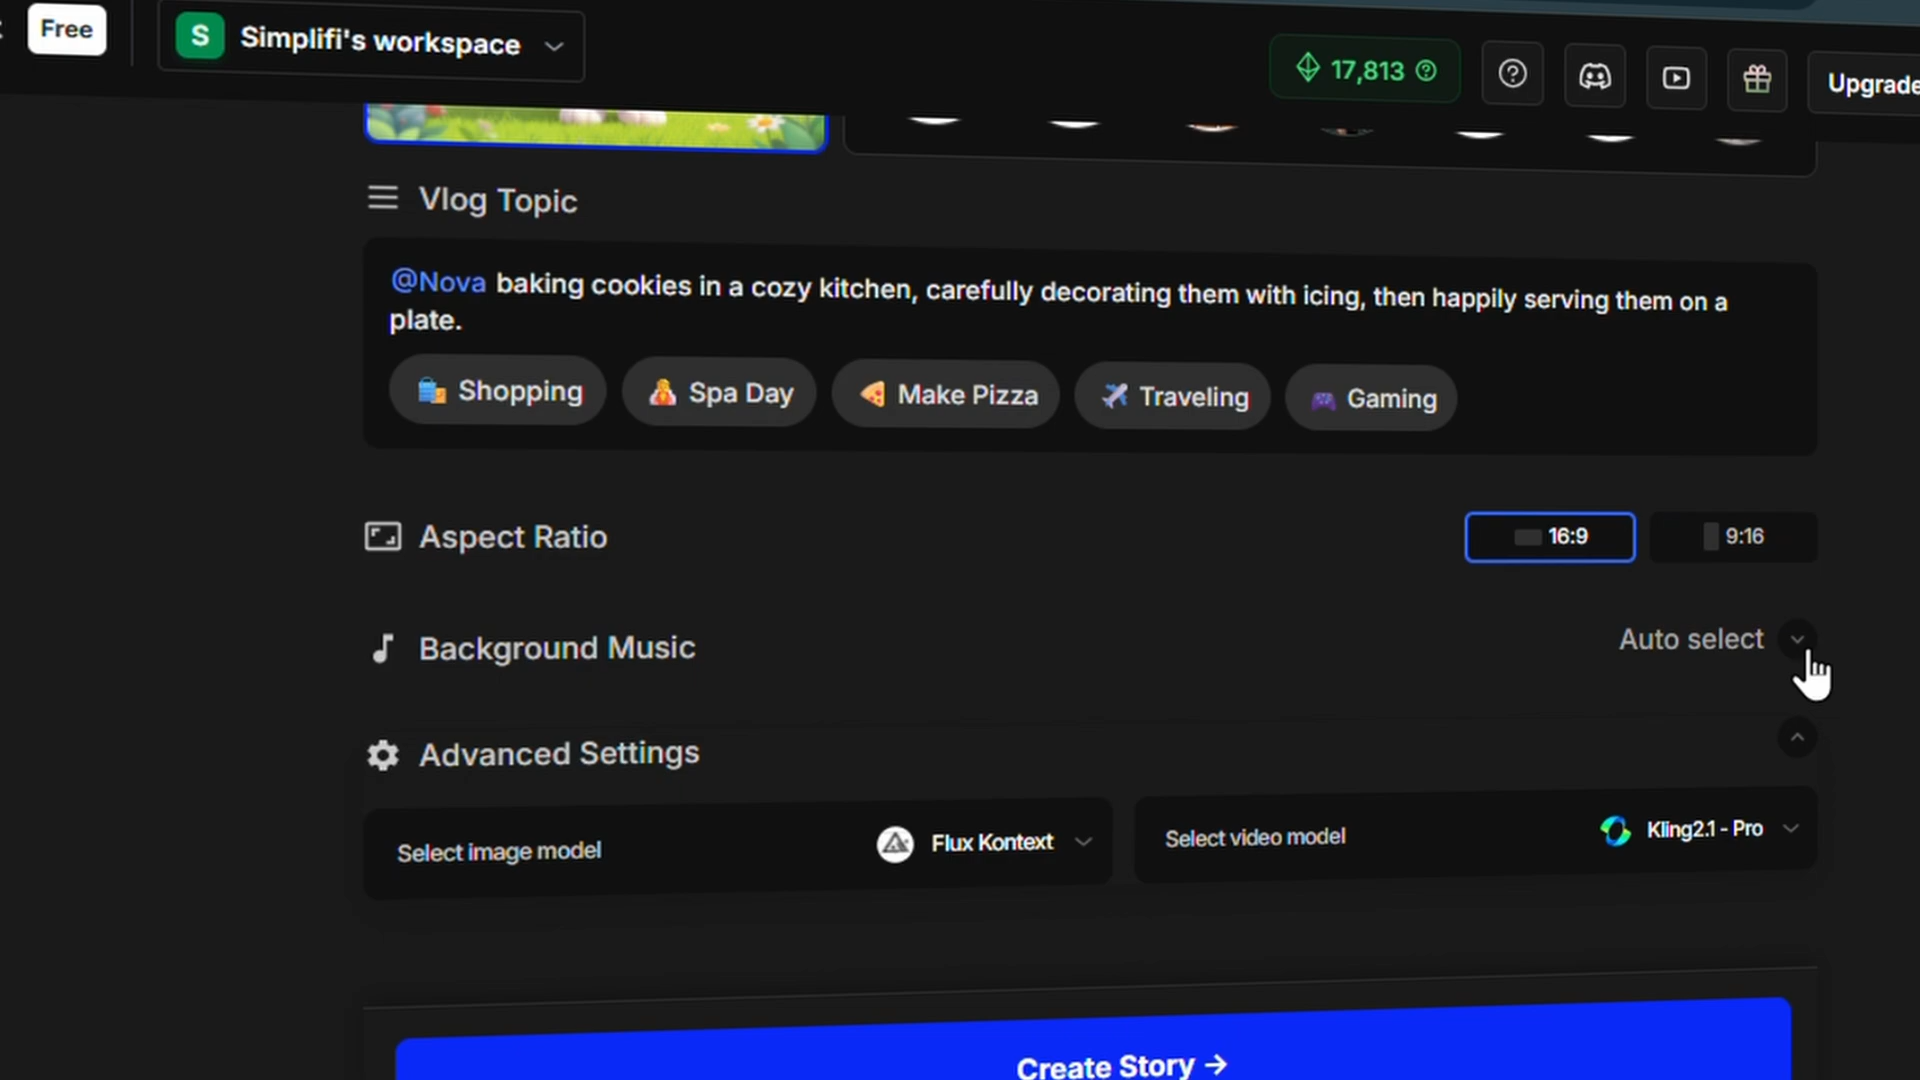 Free
S Simplifi's workspace
17,813
Upgrade
Vlog Topic
@Nova baking cookies in a cozy kitchen, carefully decorating them with icing, then happily serving them on a
plate.
Shopping Spa Day Make Pizza Traveling Gaming
Aspect Ratio 16:9 9:16
Background Music Auto select
Advanced Settings
Select image model Flux Kontext Select video model Kling2.1 - Pro
Create Story →